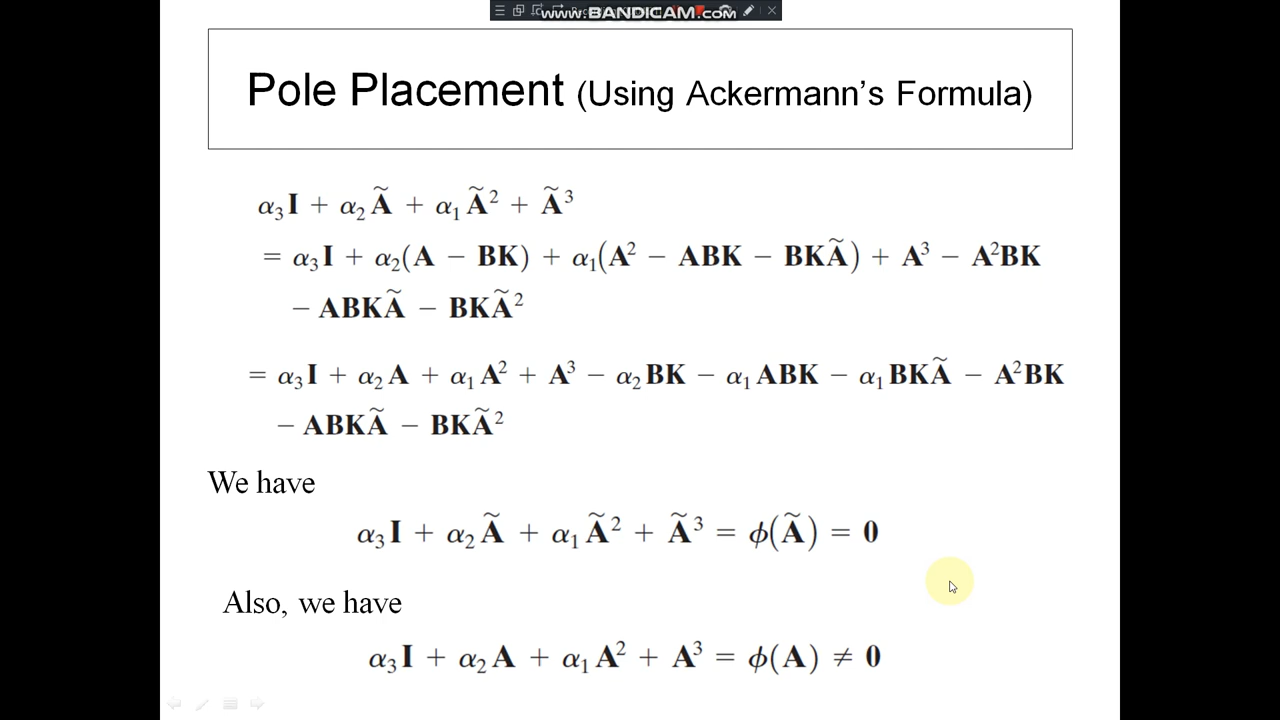 www.BANDICAM.com
Pole Placement (Using Ackermann's Formula)
α₃I + α₂Ã + α₁Ã² + Ã³
= α₃I + α₂(A − BK) + α₁(A² − ABK − BKÃ) + A³ − A²BK
− ABKÃ − BKÃ²
= α₃I + α₂A + α₁A² + A³ − α₂BK − α₁ABK − α₁BKÃ − A²BK
− ABKÃ − BKÃ²
We have
α₃I + α₂Ã + α₁Ã² + Ã³ = ϕ(Ã) = 0
Also, we have
α₃I + α₂A + α₁A² + A³ = ϕ(A) ≠ 0